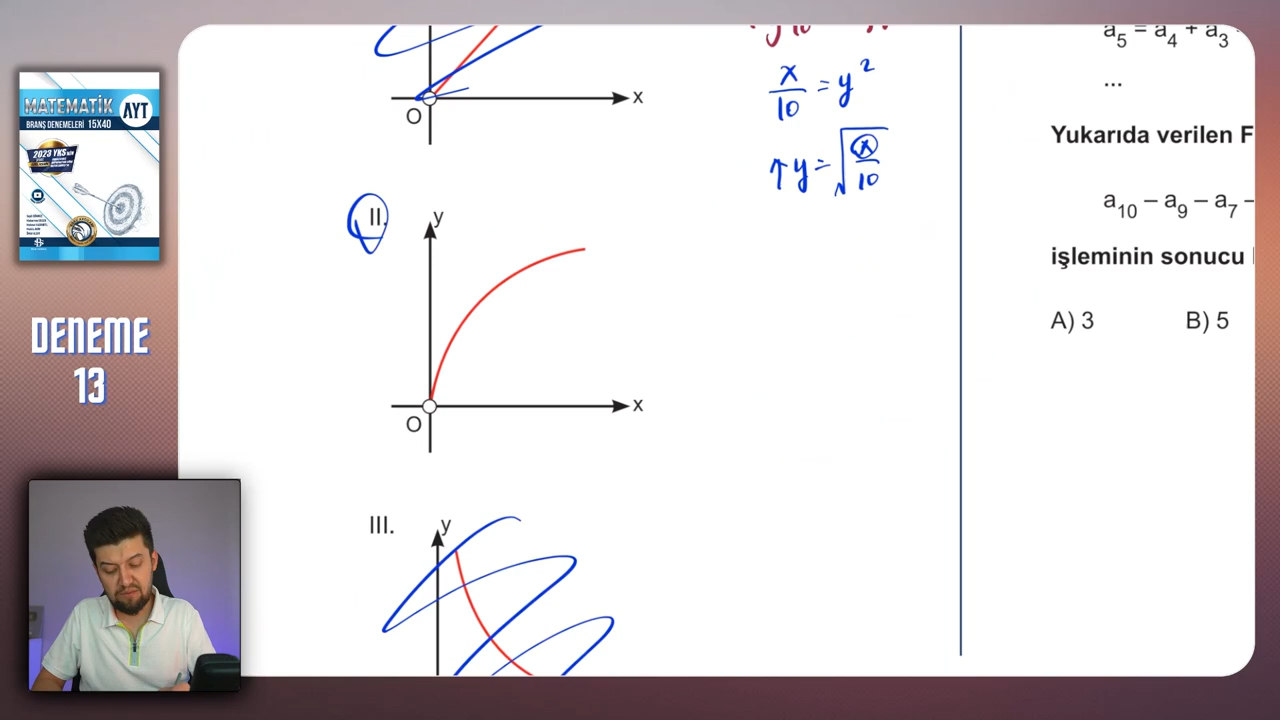 MATEMATİK AYT
BRANŞ DENEMELERİ 15X40
2023 YKS'NİN
DENEME
13
x
O
x/10 = y²
↑y = √(x/10)
II.
y
x
O
III.
y
a₅ = a₄ + a₃
...
Yukarıda verilen F
a₁₀ – a₉ – a₇ –
işleminin sonucu
A) 3 B) 5